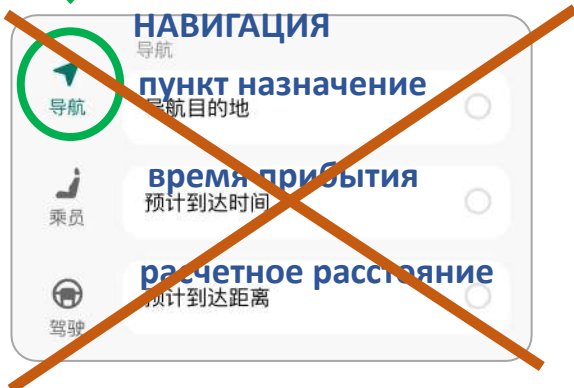 НАВИГАЦИЯ
导航
пункт назначение
导航目的地
导航
время прибытия
预计到达时间
乘员
расчетное расстояние
预计到达距离
驾驶